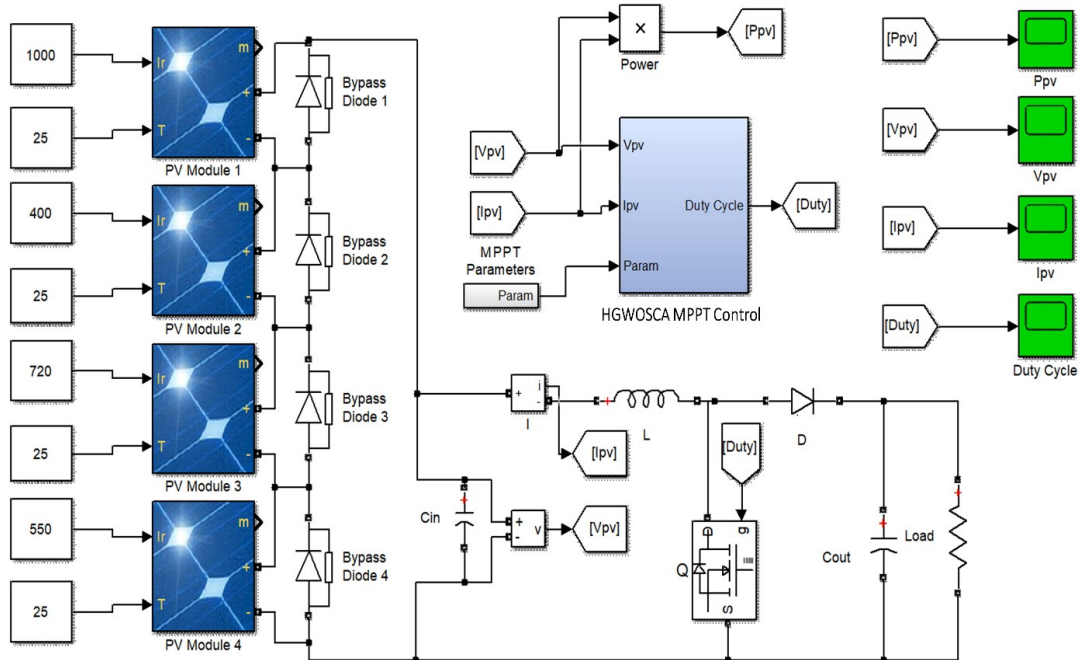 1000
Ir
m
+
25
T
-
PV Module 1
Bypass
Diode 1
400
Ir
m
+
25
T
-
PV Module 2
Bypass
Diode 2
720
Ir
m
+
25
T
-
PV Module 3
Bypass
Diode 3
550
Ir
m
+
25
T
-
PV Module 4
Bypass
Diode 4
×
Power
[Ppv]
[Vpv]
[Ipv]
MPPT
Parameters
Param
Vpv
Ipv
Param
Duty Cycle
HGWOSCA MPPT Control
[Duty]
[Ppv]
Ppv
[Vpv]
Vpv
[Ipv]
Ipv
[Duty]
Duty Cycle
+
i
-
I
[Ipv]
+
L
D
[Duty]
+
Cin
+
-
v
[Vpv]
D
g
Q
S
+
Cout
+
Load